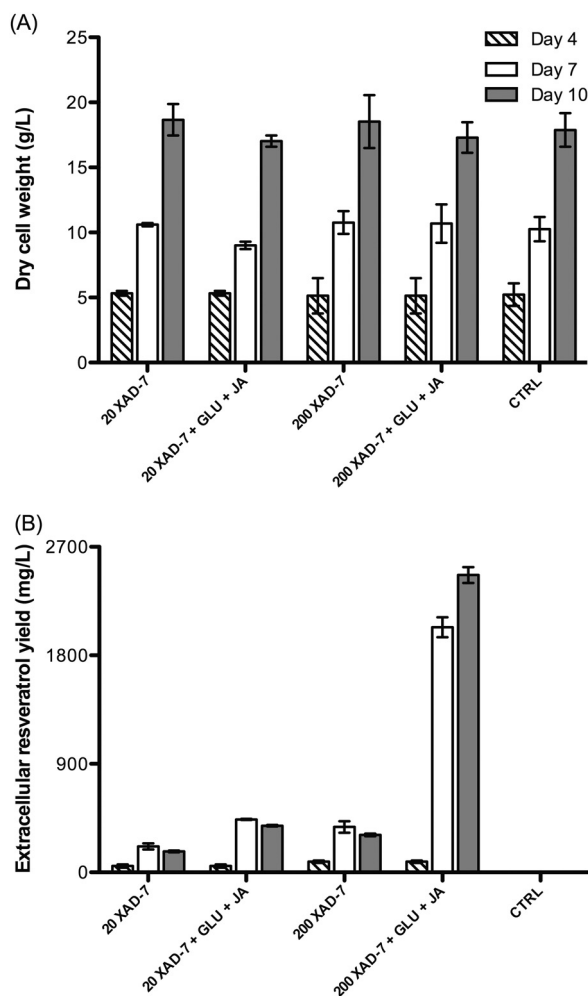 (A)
Dry cell weight (g/L)
25
20
15
10
5
0
Day 4
Day 7
Day 10
20 XAD-7
20 XAD-7 + GLU + JA
200 XAD-7
200 XAD-7 + GLU + JA
CTRL
(B)
Extracellular resveratrol yield (mg/L)
2700
1800
900
0
20 XAD-7
20 XAD-7 + GLU + JA
200 XAD-7
200 XAD-7 + GLU + JA
CTRL